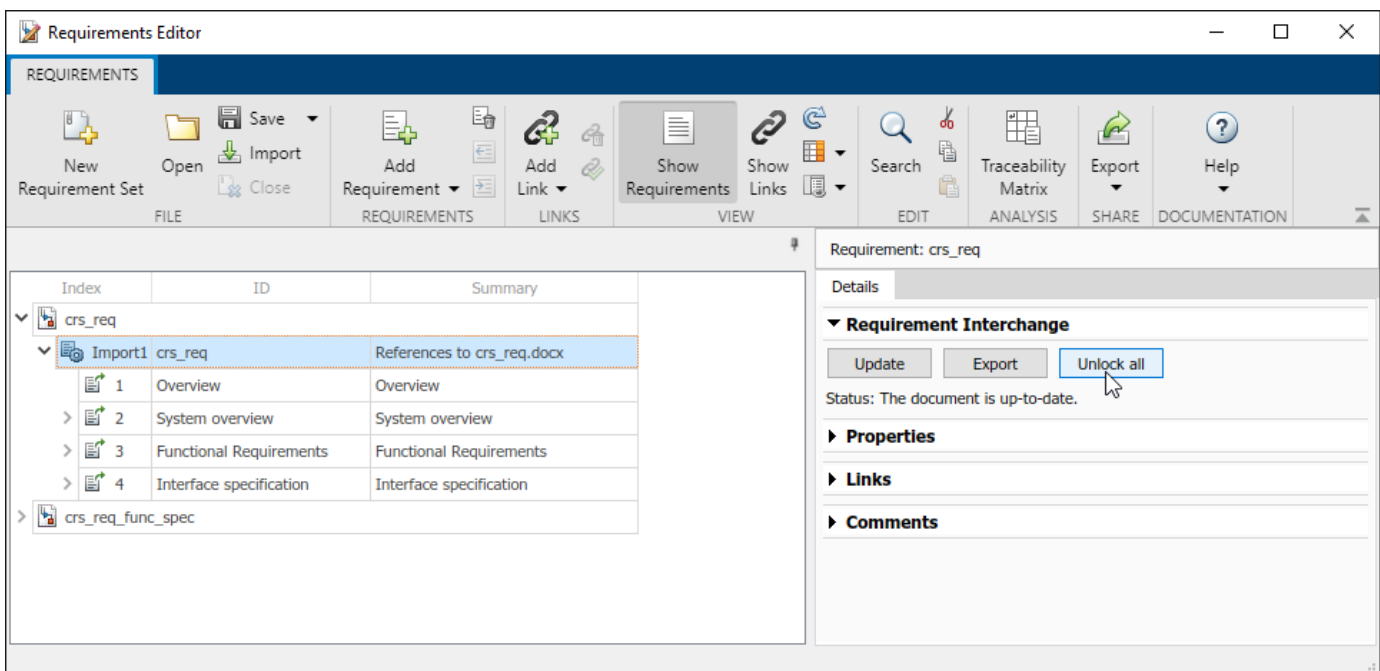 Requirements Editor
REQUIREMENTS
New Requirement Set
Open
Save
Import
Close
FILE
Add Requirement
REQUIREMENTS
Add Link
LINKS
Show Requirements
Show Links
VIEW
Search
EDIT
Traceability Matrix
ANALYSIS
Export
SHARE
Help
DOCUMENTATION
Index ID Summary
crs_req
Import1 crs_req References to crs_req.docx
1 Overview Overview
2 System overview System overview
3 Functional Requirements Functional Requirements
4 Interface specification Interface specification
crs_req_func_spec
Requirement: crs_req
Details
Requirement Interchange
Update Export Unlock all
Status: The document is up-to-date.
Properties
Links
Comments